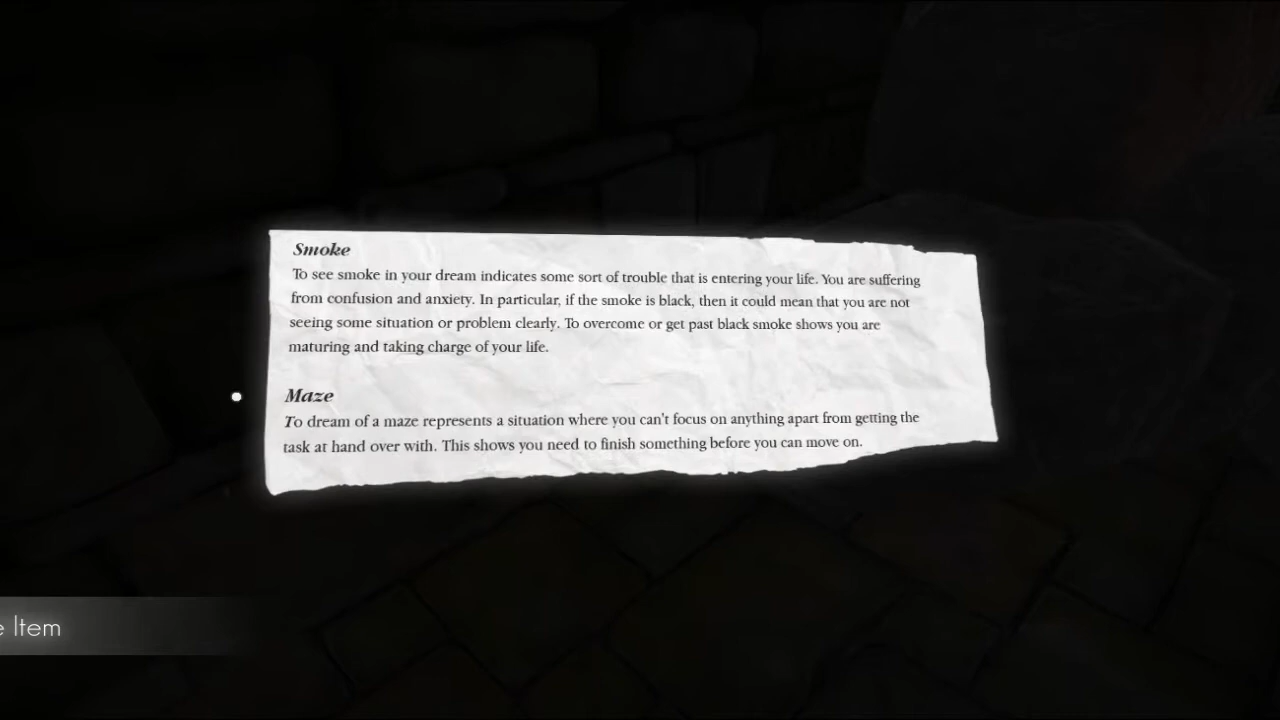 Smoke
To see smoke in your dream indicates some sort of trouble that is entering your life. You are suffering
from confusion and anxiety. In particular, if the smoke is black, then it could mean that you are not
seeing some situation or problem clearly. To overcome or get past black smoke shows you are
maturing and taking charge of your life.
Maze
To dream of a maze represents a situation where you can't focus on anything apart from getting the
task at hand over with. This shows you need to finish something before you can move on.
e Item